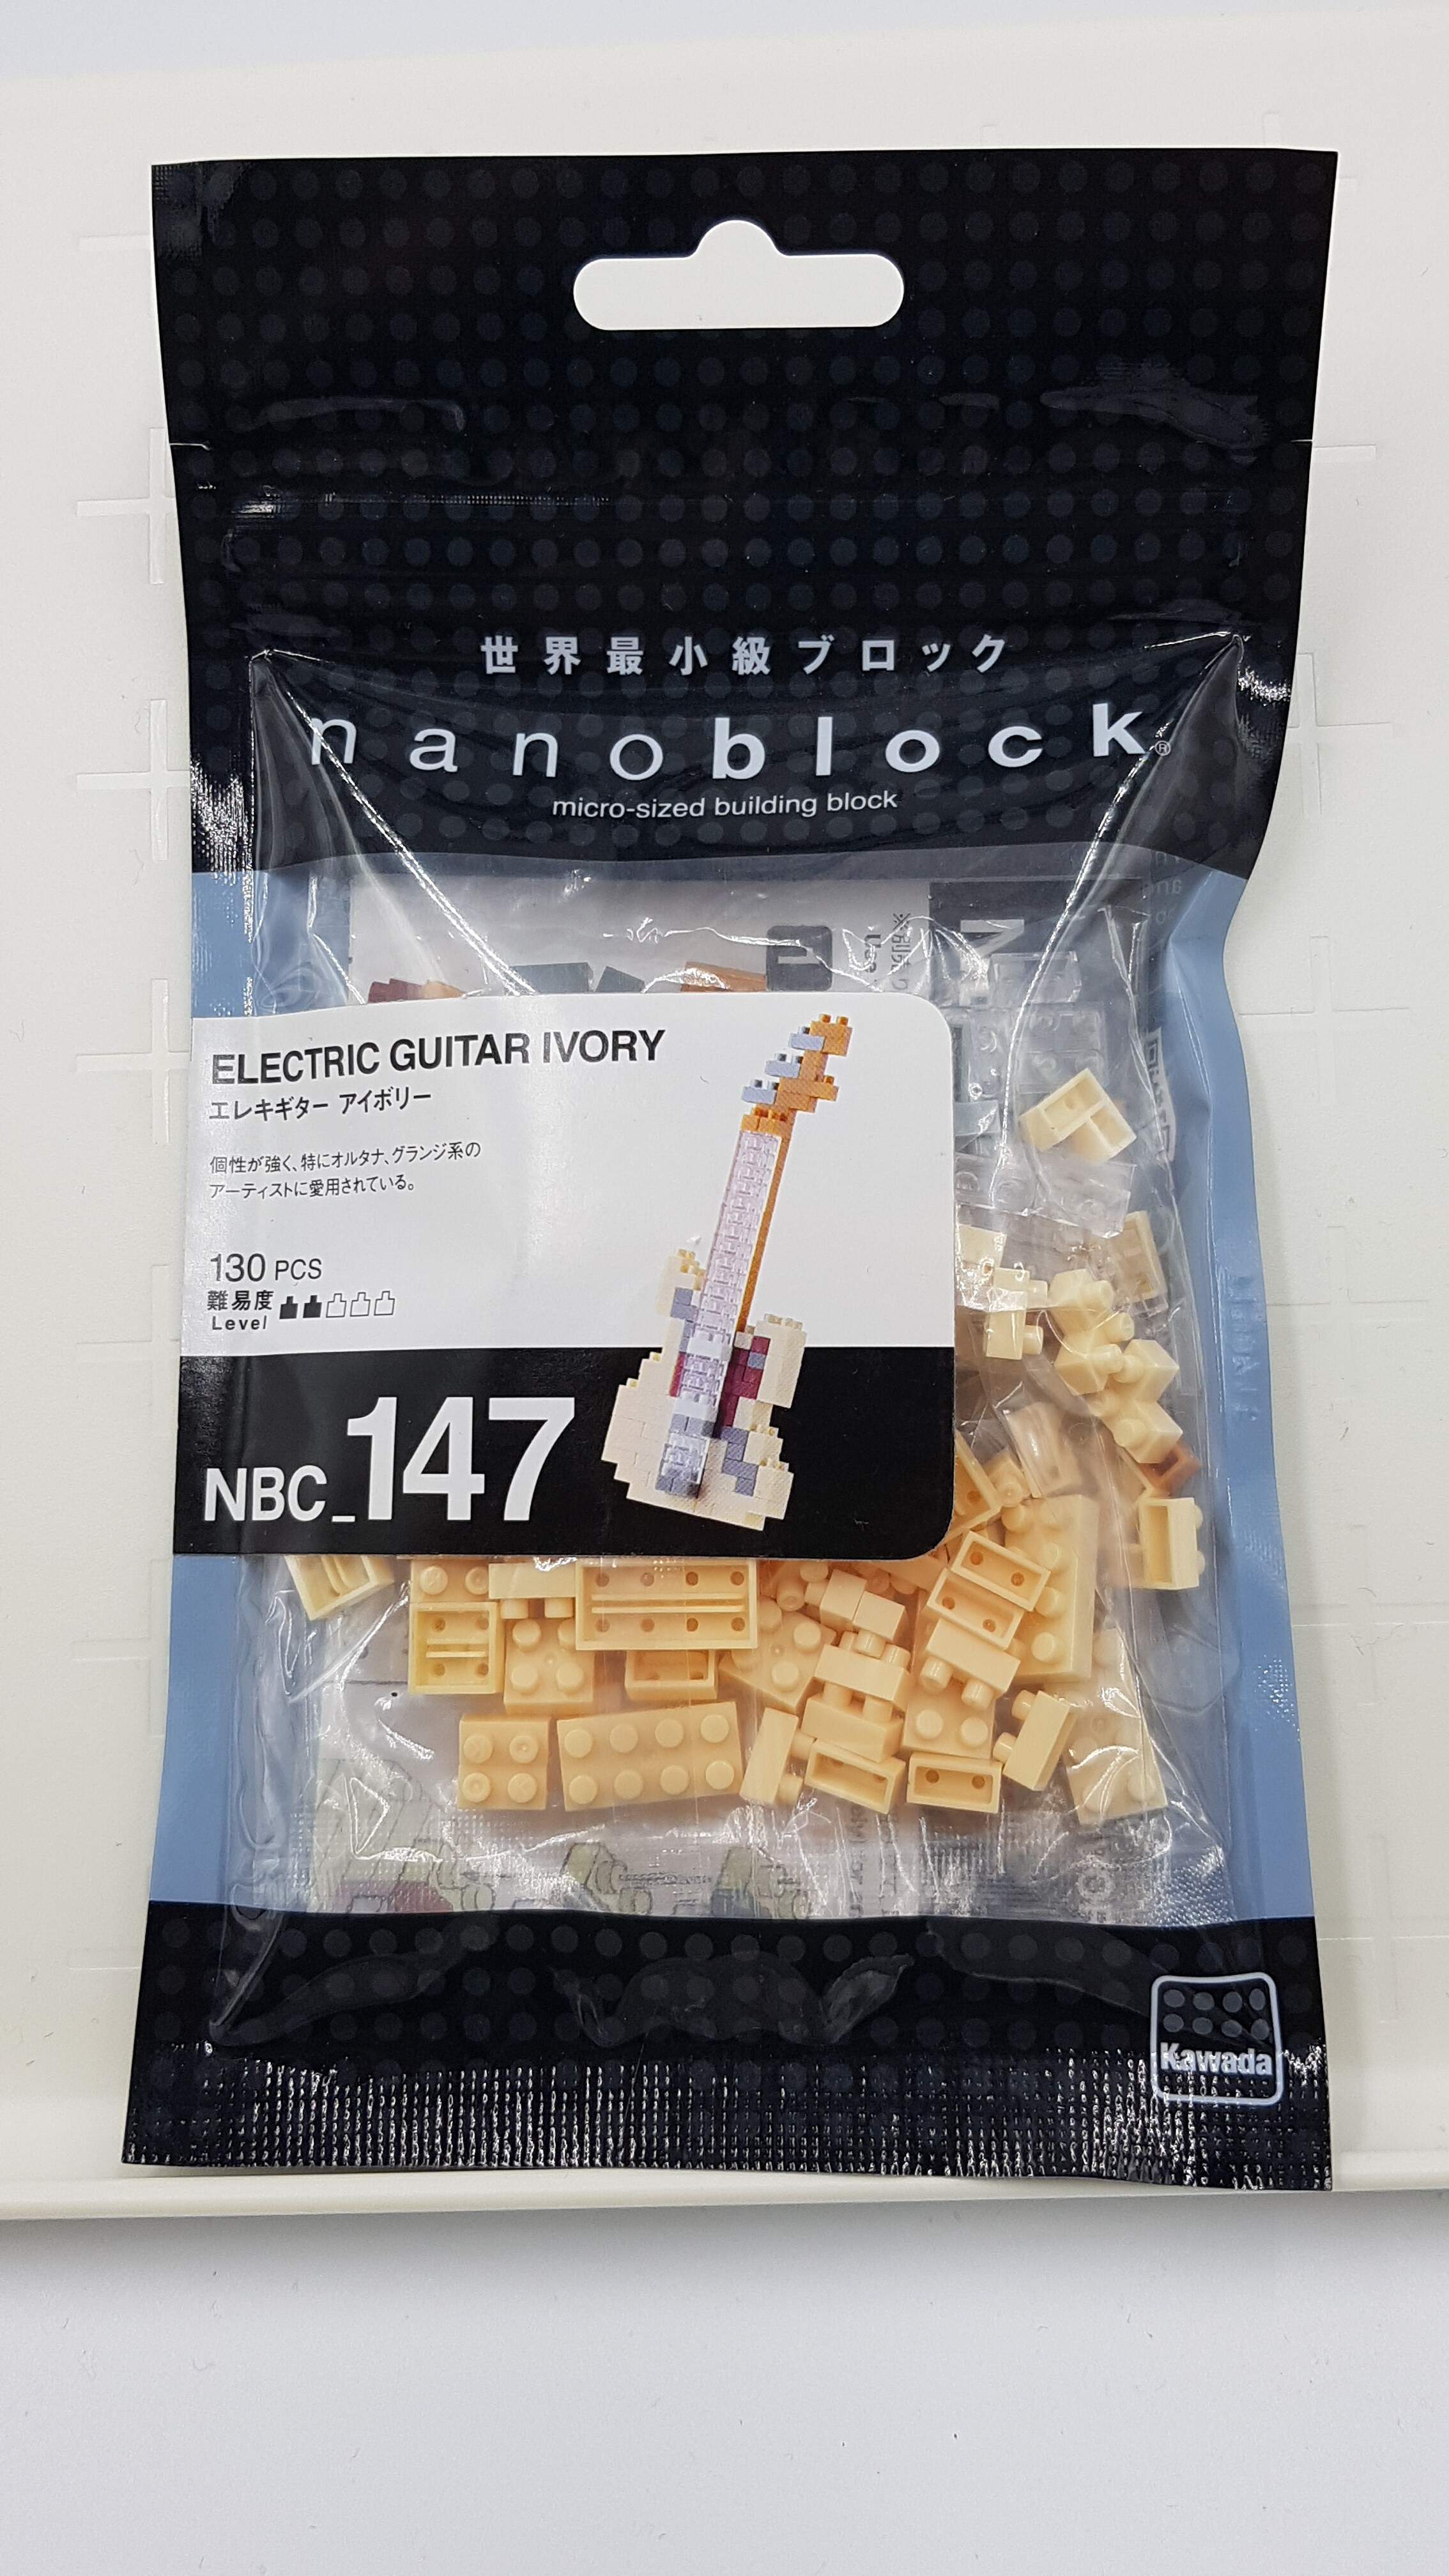 世界最小級ブロック
nanoblock®
micro-sized building block
ELECTRIC GUITAR IVORY
エレキギター アイボリー
個性が強く、特にオルタナ、グランジ系の
アーティストに愛用されている。
130 PCS
難易度
Level
NBC_147
Kawada